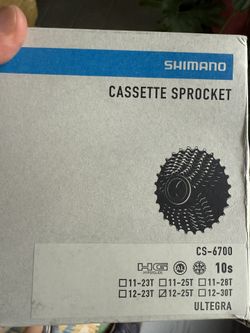 SHIMANO
CASSETTE SPROCKET
CS-6700
HG 10s
HYPERGLIDE
11-23T 11-25T 11-28T
12-23T 12-25T 12-30T
ULTEGRA